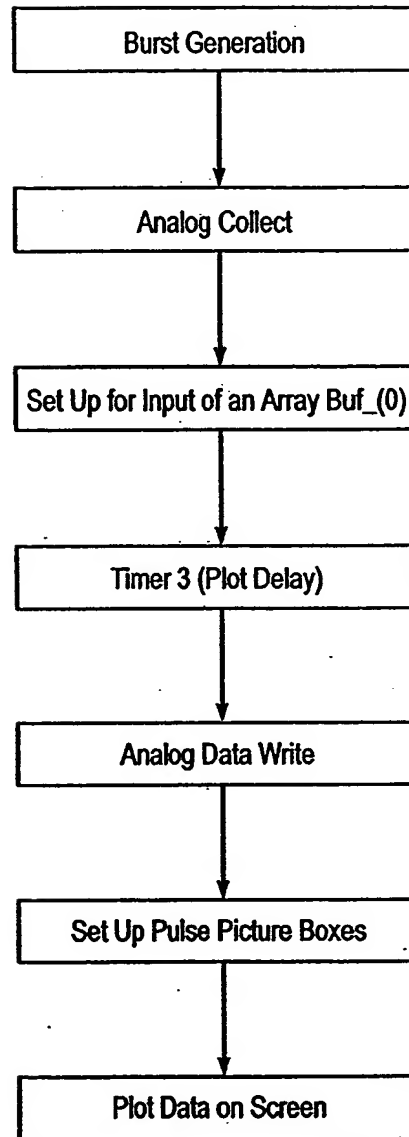 Burst Generation
Analog Collect
Set Up for Input of an Array Buf_(0)
Timer 3 (Plot Delay)
Analog Data Write
Set Up Pulse Picture Boxes
Plot Data on Screen